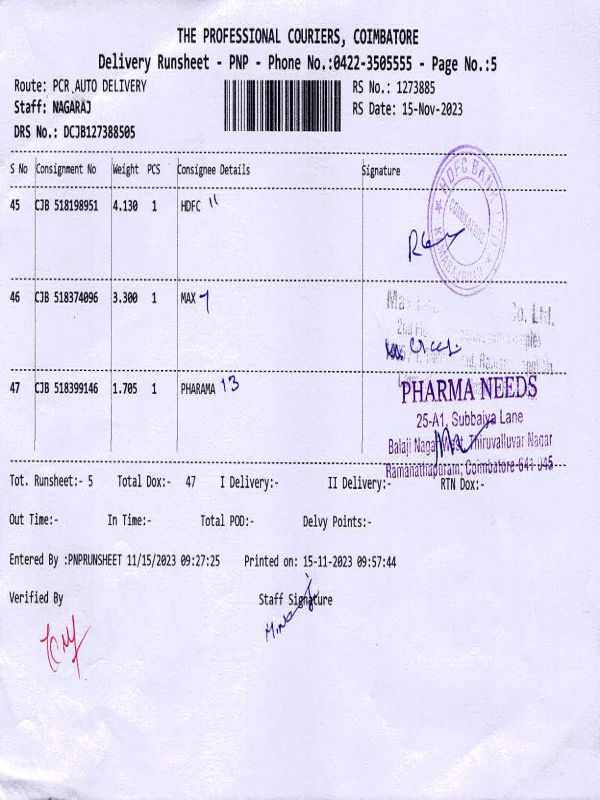 THE PROFESSIONAL COURIERS, COIMBATORE
Delivery Runsheet - PNP - Phone No.:0422-3505555 - Page No.:5
Route: PCR AUTO DELIVERY RS No.: 1273885
Staff: NAGARAJ RS Date: 15-Nov-2023
DRS No.: DCJB127388505
S No Consignment No Weight PCS Consignee Details Signature
45 CJB 518198951 4.130 1 HDFC 11
HDFC BANK LTD
COIMBATORE
46 CJB 518374096 3.300 1 MAX 7
Co. Ltd.
47 CJB 518399146 1.705 1 PHARAMA 13
PHARMA NEEDS
25-A1, Subbaiya Lane
Balaji Nagar West, Thiruvalluvar Nagar
Ramanathapuram, Coimbatore-641 045
Tot. Runsheet:- 5 Total Dox:- 47 I Delivery:- II Delivery:- RTN Dox:-
Out Time:- In Time:- Total POD:- Delvy Points:-
Entered By :PNPRUNSHEET 11/15/2023 09:27:25 Printed on: 15-11-2023 09:57:44
Verified By Staff Signature